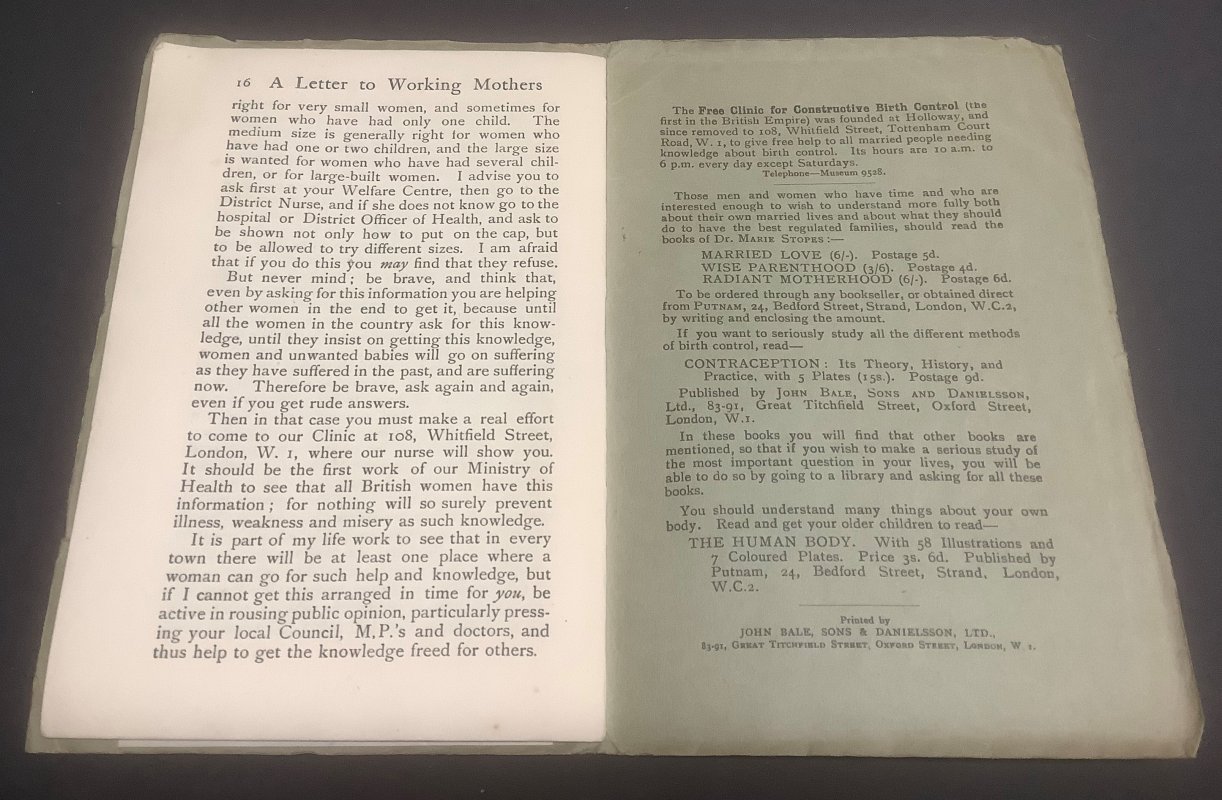 16 A Letter to Working Mothers
right for very small women, and sometimes for
women who have had only one child. The
medium size is generally right for women who
have had one or two children, and the large size
is wanted for women who have had several chil-
dren, or for large-built women. I advise you to
ask first at your Welfare Centre, then go to the
District Nurse, and if she does not know go to the
hospital or District Officer of Health, and ask to
be shown not only how to put on the cap, but
to be allowed to try different sizes. I am afraid
that if you do this you may find that they refuse.
But never mind; be brave, and think that,
even by asking for this information you are helping
other women in the end to get it, because until
all the women in the country ask for this know-
ledge, until they insist on getting this knowledge,
women and unwanted babies will go on suffering
as they have suffered in the past, and are suffering
now. Therefore be brave, ask again and again,
even if you get rude answers.
Then in that case you must make a real effort
to come to our Clinic at 108, Whitfield Street,
London, W. 1, where our nurse will show you.
It should be the first work of our Ministry of
Health to see that all British women have this
information; for nothing will so surely prevent
illness, weakness and misery as such knowledge.
It is part of my life work to see that in every
town there will be at least one place where a
woman can go for such help and knowledge, but
if I cannot get this arranged in time for you, be
active in rousing public opinion, particularly press-
ing your local Council, M.P.'s and doctors, and
thus help to get the knowledge freed for others.
The Free Clinic for Constructive Birth Control (the
first in the British Empire) was founded at Holloway, and
since removed to 108, Whitfield Street, Tottenham Court
Road, W. 1, to give free help to all married people needing
knowledge about birth control. Its hours are 10 a.m. to
6 p.m. every day except Saturdays.
Telephone—Museum 9528.
Those men and women who have time and who are
interested enough to wish to understand more fully both
about their own married lives and about what they should
do to have the best regulated families, should read the
books of Dr. MARIE STOPES :—
MARRIED LOVE (6/-). Postage 5d.
WISE PARENTHOOD (3/6). Postage 4d.
RADIANT MOTHERHOOD (6/-). Postage 6d.
To be ordered through any bookseller, or obtained direct
from PUTNAM, 24, Bedford Street, Strand, London, W.C.2,
by writing and enclosing the amount.
If you want to seriously study all the different methods
of birth control, read—
CONTRACEPTION : Its Theory, History, and
Practice, with 5 Plates (15s.). Postage 9d.
Published by JOHN BALE, SONS AND DANIELSSON,
Ltd., 83-91, Great Titchfield Street, Oxford Street,
London, W.1.
In these books you will find that other books are
mentioned, so that if you wish to make a serious study of
the most important question in your lives, you will be
able to do so by going to a library and asking for all these
books.
You should understand many things about your own
body. Read and get your older children to read—
THE HUMAN BODY. With 58 Illustrations and
7 Coloured Plates. Price 3s. 6d. Published by
Putnam, 24, Bedford Street, Strand, London,
W.C.2.
Printed by
JOHN BALE, SONS & DANIELSSON, LTD.,
83-91, GREAT TITCHFIELD STREET, OXFORD STREET, LONDON, W. 1.